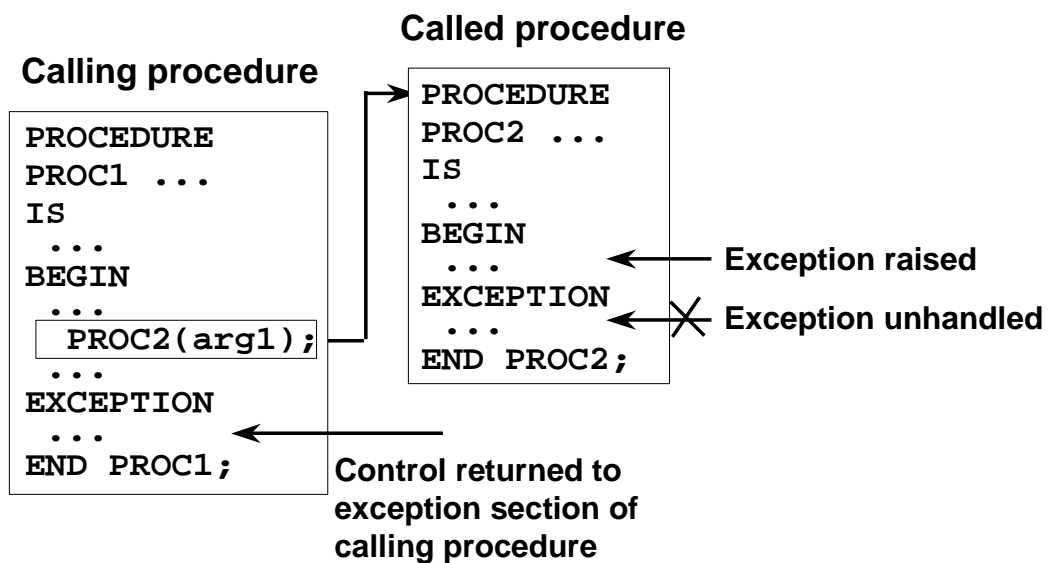 Calling procedure
PROCEDURE
PROC1 ...
IS
...
BEGIN
...
PROC2(arg1);
...
EXCEPTION
...
END PROC1;
Called procedure
PROCEDURE
PROC2 ...
IS
...
BEGIN
...
EXCEPTION
...
END PROC2;
Exception raised
Exception unhandled
Control returned to
exception section of
calling procedure